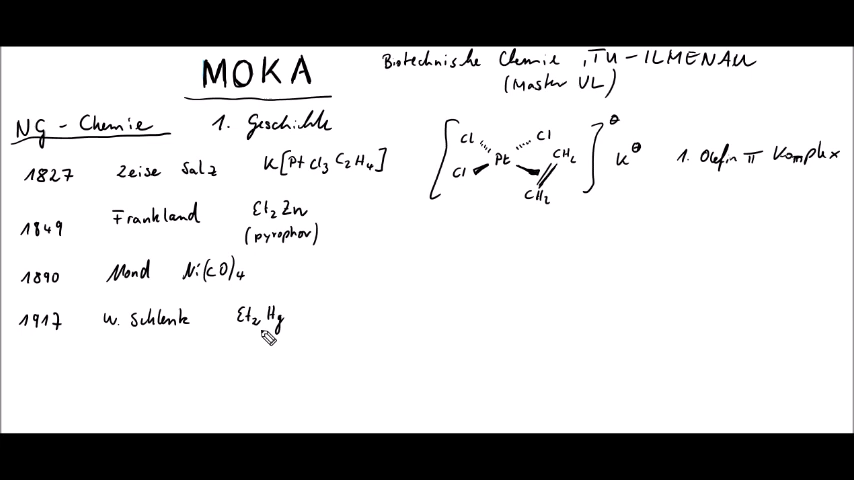 MOKA
Biotechnische Chemie, TU-ILMENAU
(Master VL)
NG - Chemie
1. Geschichte
1827 Zeise Salz K[PtCl3C2H4]
Cl Cl Pt Cl CH2 CH2 ⊖ K⊕
1. Olefin π Komplex
1849 Frankland Et2Zn
(pyrophor)
1890 Mond Ni(CO)4
1917 W. Schlenk Et2Hg